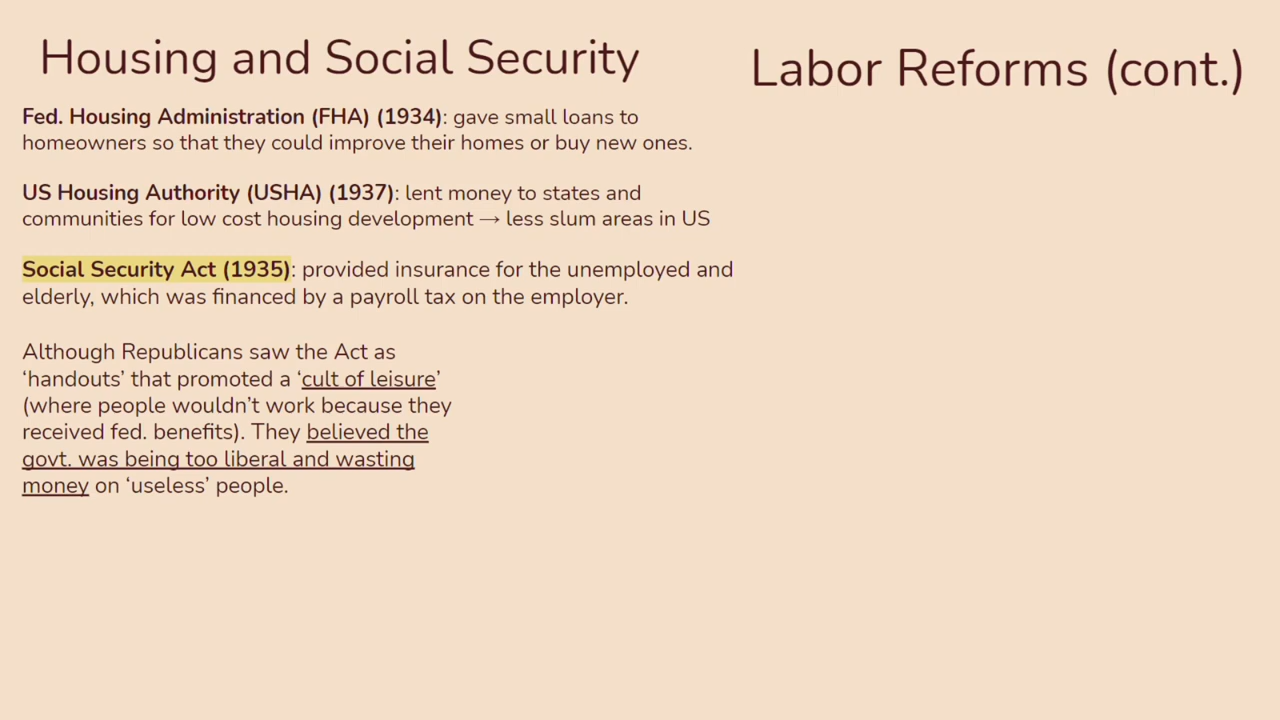 Housing and Social Security
Fed. Housing Administration (FHA) (1934): gave small loans to
homeowners so that they could improve their homes or buy new ones.
US Housing Authority (USHA) (1937): lent money to states and
communities for low cost housing development → less slum areas in US
Social Security Act (1935): provided insurance for the unemployed and
elderly, which was financed by a payroll tax on the employer.
Although Republicans saw the Act as
‘handouts’ that promoted a ‘cult of leisure’
(where people wouldn’t work because they
received fed. benefits). They believed the
govt. was being too liberal and wasting
money on ‘useless’ people.
Labor Reforms (cont.)